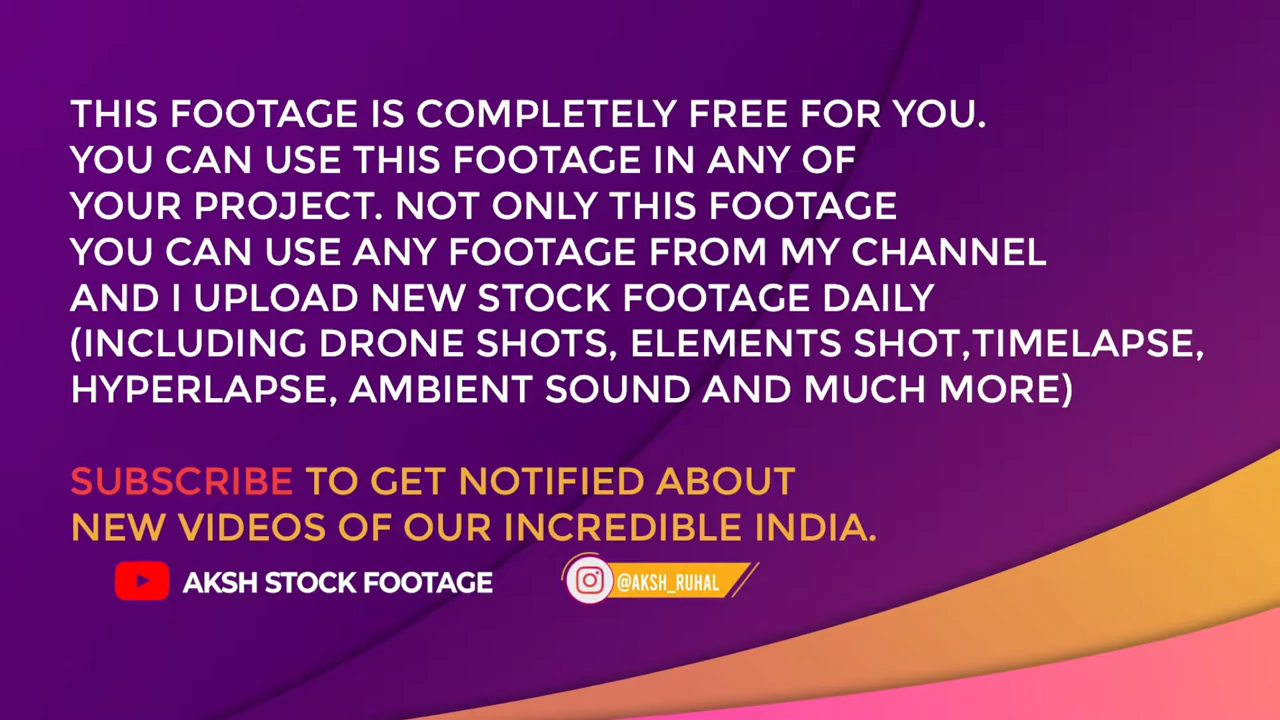 THIS FOOTAGE IS COMPLETELY FREE FOR YOU.
YOU CAN USE THIS FOOTAGE IN ANY OF
YOUR PROJECT. NOT ONLY THIS FOOTAGE
YOU CAN USE ANY FOOTAGE FROM MY CHANNEL
AND I UPLOAD NEW STOCK FOOTAGE DAILY
(INCLUDING DRONE SHOTS, ELEMENTS SHOT,TIMELAPSE,
HYPERLAPSE, AMBIENT SOUND AND MUCH MORE)
SUBSCRIBE TO GET NOTIFIED ABOUT
NEW VIDEOS OF OUR INCREDIBLE INDIA.
AKSH STOCK FOOTAGE
@AKSH_RUHAL